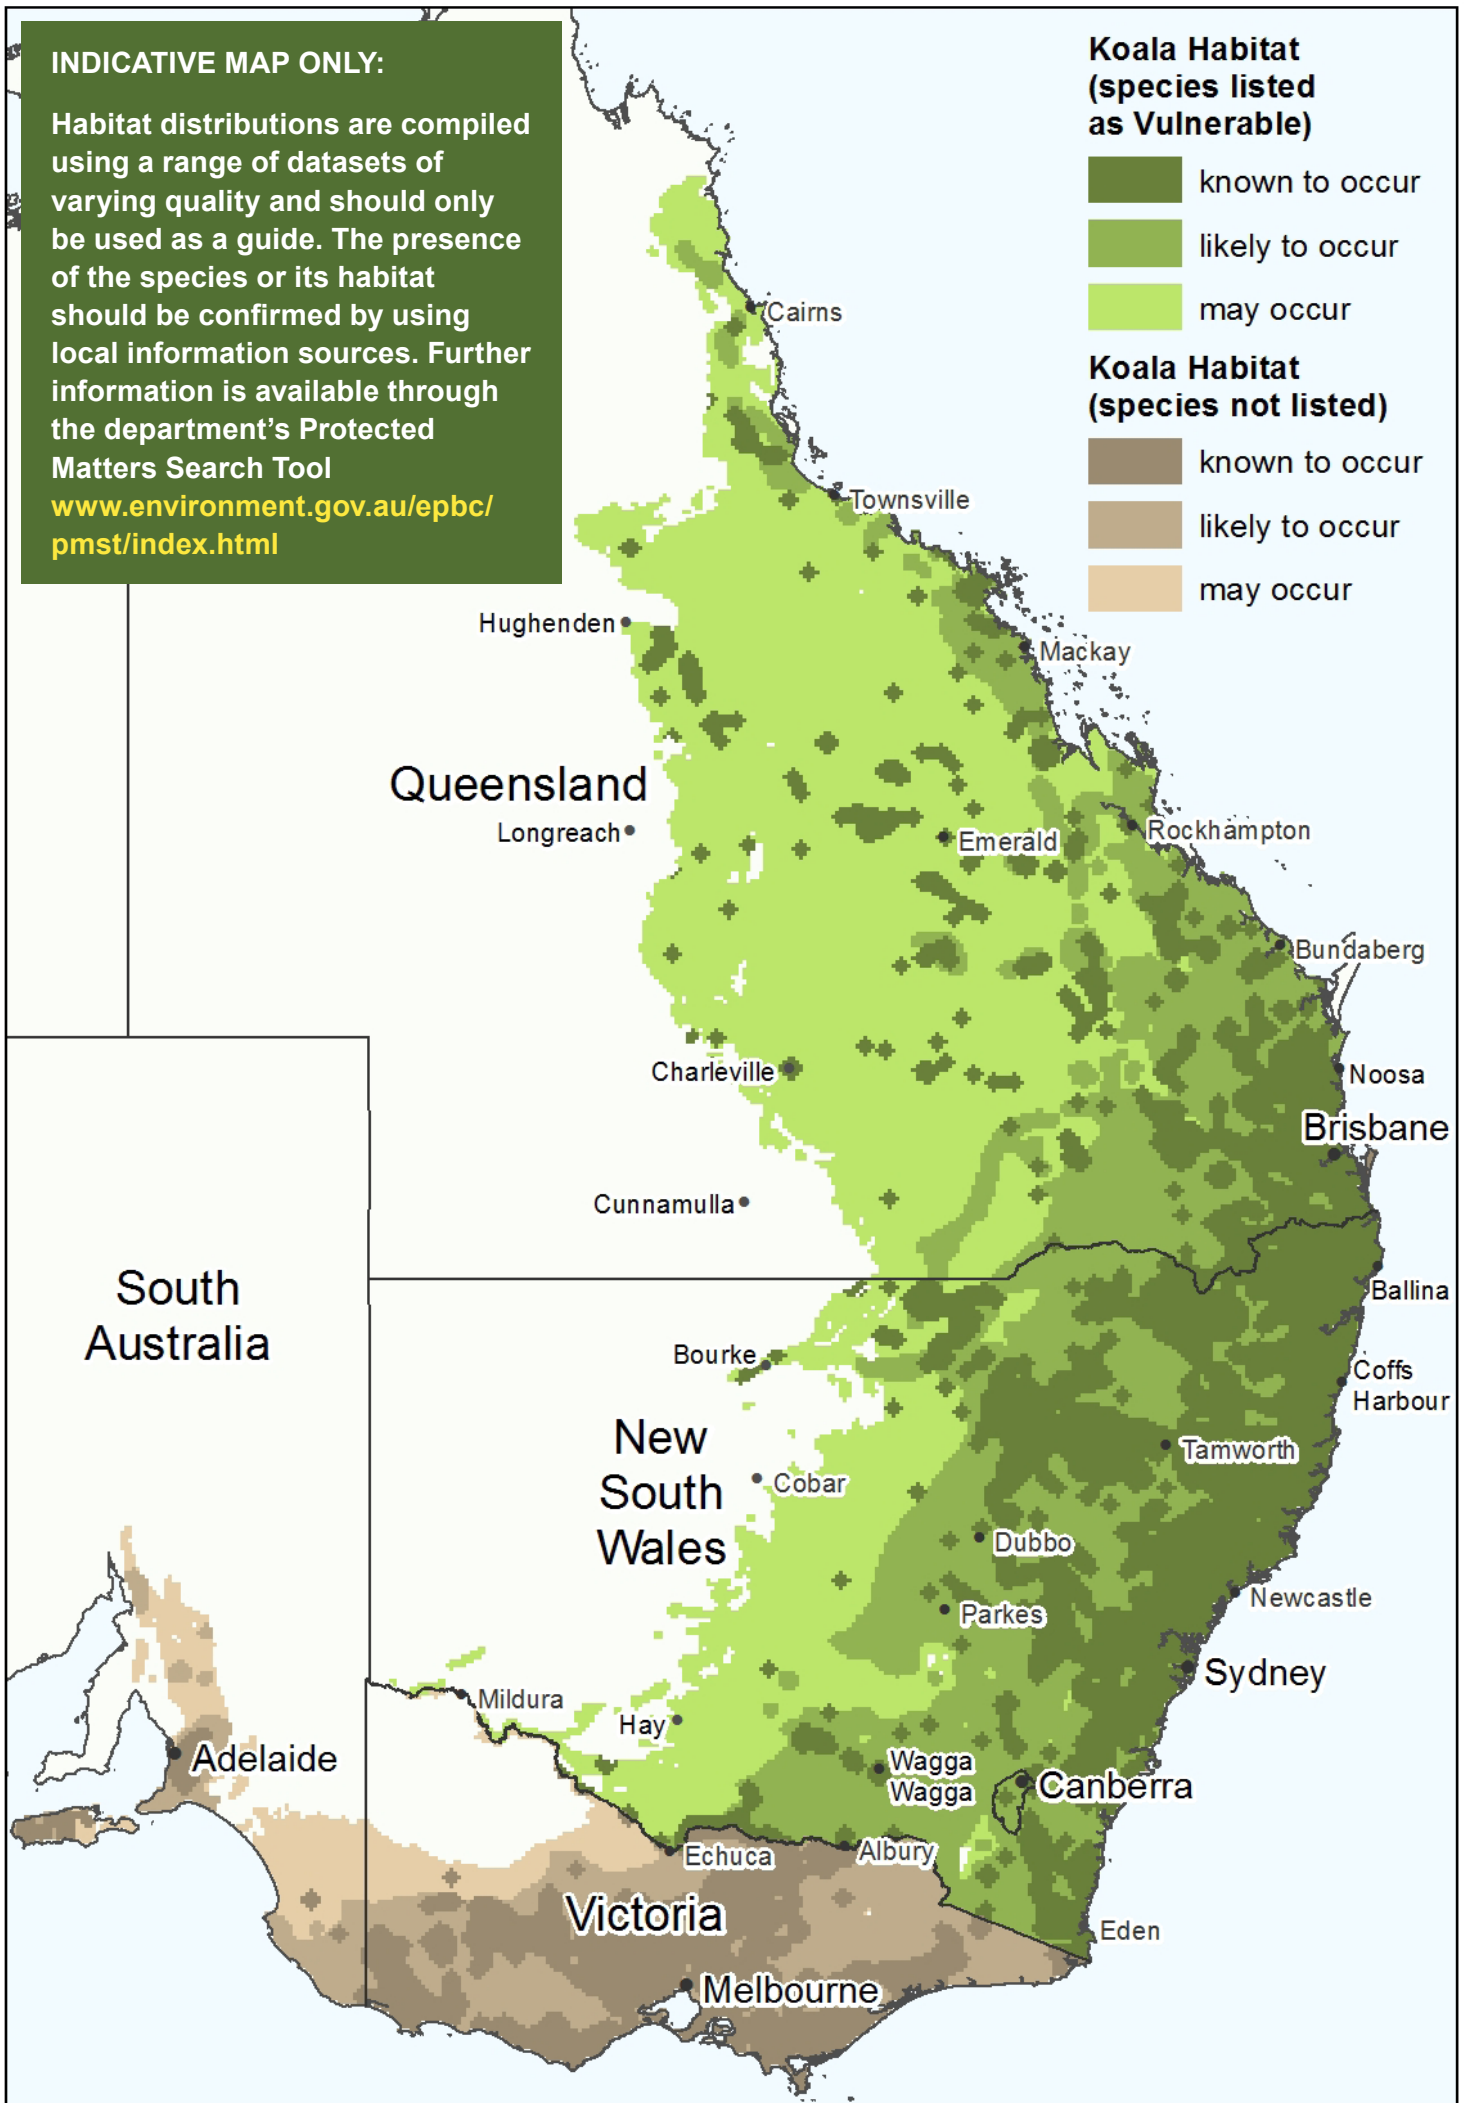 INDICATIVE MAP ONLY:
Habitat distributions are compiled
using a range of datasets of
varying quality and should only
be used as a guide. The presence
of the species or its habitat
should be confirmed by using
local information sources. Further
information is available through
the department’s Protected
Matters Search Tool
www.environment.gov.au/epbc/
pmst/index.html
Koala Habitat
(species listed
as Vulnerable)
known to occur
likely to occur
may occur
Koala Habitat
(species not listed)
known to occur
likely to occur
may occur
Cairns
Townsville
Hughenden
Mackay
Queensland
Longreach
Emerald
Rockhampton
Bundaberg
Charleville
Noosa
Brisbane
Cunnamulla
South
Australia
Ballina
Bourke
Coffs
Harbour
New
South
Wales
Tamworth
Cobar
Dubbo
Newcastle
Parkes
Sydney
Mildura
Hay
Adelaide
Wagga
Wagga
Canberra
Echuca
Albury
Victoria
Eden
Melbourne